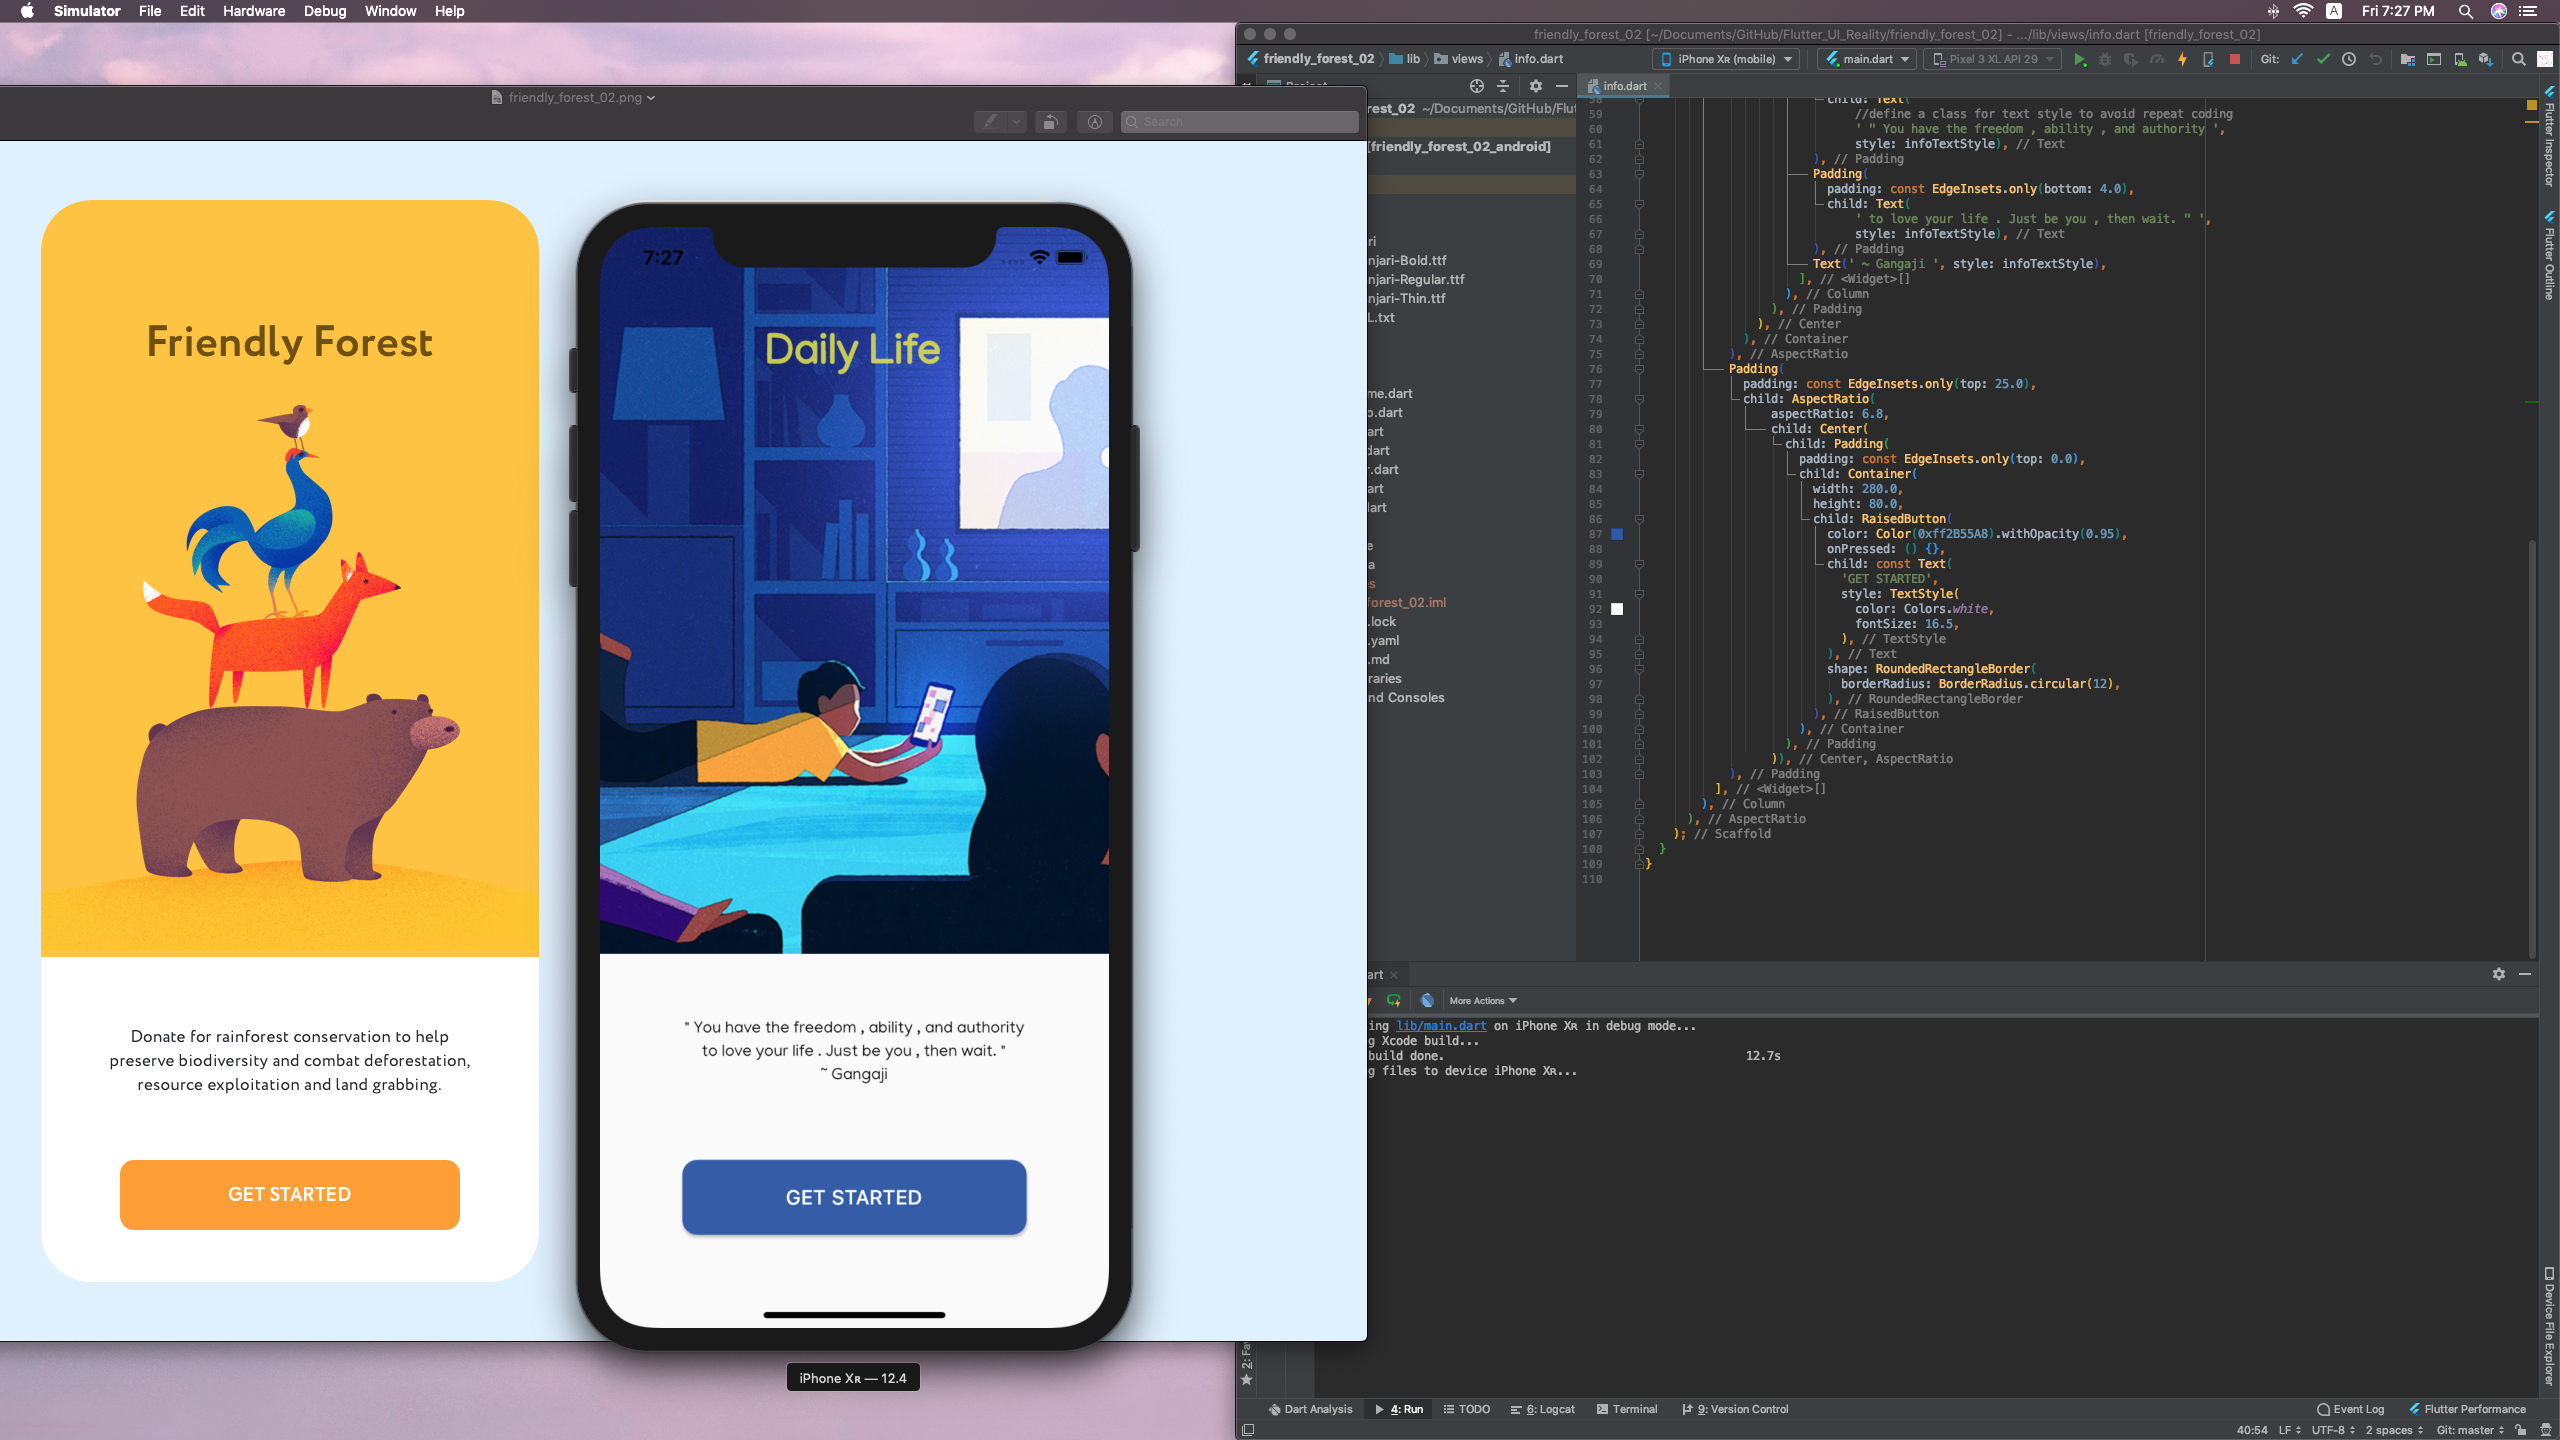 Simulator File Edit Hardware Debug Window Help
A Fri 7:27 PM
friendly_forest_02.png
Search
Friendly Forest
Donate for rainforest conservation to help
preserve biodiversity and combat deforestation,
resource exploitation and land grabbing.
GET STARTED
7:27
Daily Life
" You have the freedom , ability , and authority
to love your life . Just be you , then wait. "
~ Gangaji
GET STARTED
iPhone Xʀ — 12.4
friendly_forest_02 [~/Documents/GitHub/Flutter_UI_Reality/friendly_forest_02] - .../lib/views/info.dart [friendly_forest_02]
friendly_forest_02 lib views info.dart
iPhone Xʀ (mobile) main.dart Pixel 3 XL API 29 Git:
Project
info.dart
rest_02 ~/Documents/GitHub/Flut
[friendly_forest_02_android]
ri
njari-Bold.ttf
njari-Regular.ttf
njari-Thin.ttf
L.txt
me.dart
o.dart
art
dart
r.dart
art
lart
e
a
s
forest_02.iml
.lock
.yaml
.md
raries
nd Consoles
58 child: Text(
59 //define a class for text style to avoid repeat coding
60 ' " You have the freedom , ability , and authority ',
61 style: infoTextStyle), // Text
62 ), // Padding
63 Padding(
64 padding: const EdgeInsets.only(bottom: 4.0),
65 child: Text(
66 ' to love your life . Just be you , then wait. " ',
67 style: infoTextStyle), // Text
68 ), // Padding
69 Text(' ~ Gangaji ', style: infoTextStyle),
70 ], // <Widget>[]
71 ), // Column
72 ), // Padding
73 ), // Center
74 ), // Container
75 ), // AspectRatio
76 Padding(
77 padding: const EdgeInsets.only(top: 25.0),
78 child: AspectRatio(
79 aspectRatio: 6.8,
80 child: Center(
81 child: Padding(
82 padding: const EdgeInsets.only(top: 0.0),
83 child: Container(
84 width: 280.0,
85 height: 80.0,
86 child: RaisedButton(
87 color: Color(0xff2B55A8).withOpacity(0.95),
88 onPressed: () {},
89 child: const Text(
90 'GET STARTED',
91 style: TextStyle(
92 color: Colors.white,
93 fontSize: 16.5,
94 ), // TextStyle
95 ), // Text
96 shape: RoundedRectangleBorder(
97 borderRadius: BorderRadius.circular(12),
98 ), // RoundedRectangleBorder
99 ), // RaisedButton
100 ), // Container
101 ), // Padding
102 )), // Center, AspectRatio
103 ), // Padding
104 ], // <Widget>[]
105 ), // Column
106 ), // AspectRatio
107 ); // Scaffold
108 }
109 }
110
Flutter Inspector
Flutter Outline
Device File Explorer
art
More Actions
ing lib/main.dart on iPhone Xʀ in debug mode...
g Xcode build...
build done. 12.7s
g files to device iPhone Xʀ...
2: Fa
Dart Analysis 4: Run TODO 6: Logcat Terminal 9: Version Control
Event Log Flutter Performance
40:54 LF UTF-8 2 spaces Git: master